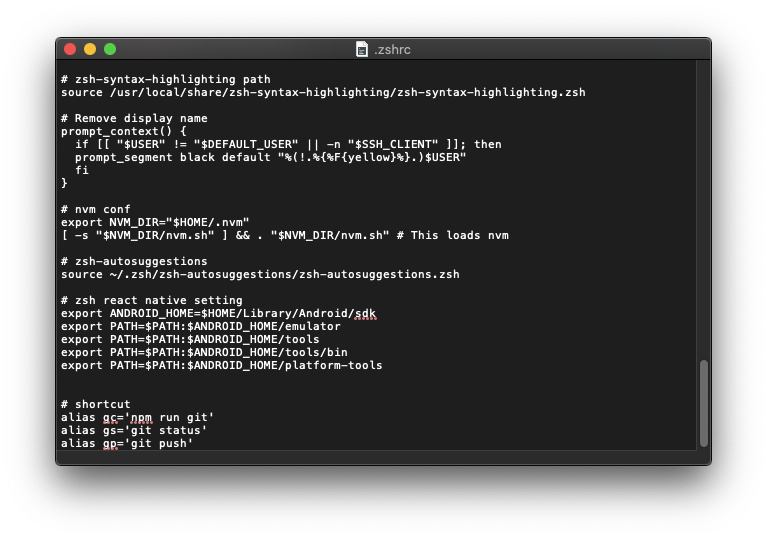 .zshrc
# zsh-syntax-highlighting path
source /usr/local/share/zsh-syntax-highlighting/zsh-syntax-highlighting.zsh
# Remove display name
prompt_context() {
  if [[ "$USER" != "$DEFAULT_USER" || -n "$SSH_CLIENT" ]]; then
  prompt_segment black default "%(!.%{%F{yellow}%}.)$USER"
  fi
}
# nvm conf
export NVM_DIR="$HOME/.nvm"
[ -s "$NVM_DIR/nvm.sh" ] && . "$NVM_DIR/nvm.sh" # This loads nvm
# zsh-autosuggestions
source ~/.zsh/zsh-autosuggestions/zsh-autosuggestions.zsh
# zsh react native setting
export ANDROID_HOME=$HOME/Library/Android/sdk
export PATH=$PATH:$ANDROID_HOME/emulator
export PATH=$PATH:$ANDROID_HOME/tools
export PATH=$PATH:$ANDROID_HOME/tools/bin
export PATH=$PATH:$ANDROID_HOME/platform-tools
# shortcut
alias gc='npm run git'
alias gs='git status'
alias gp='git push'